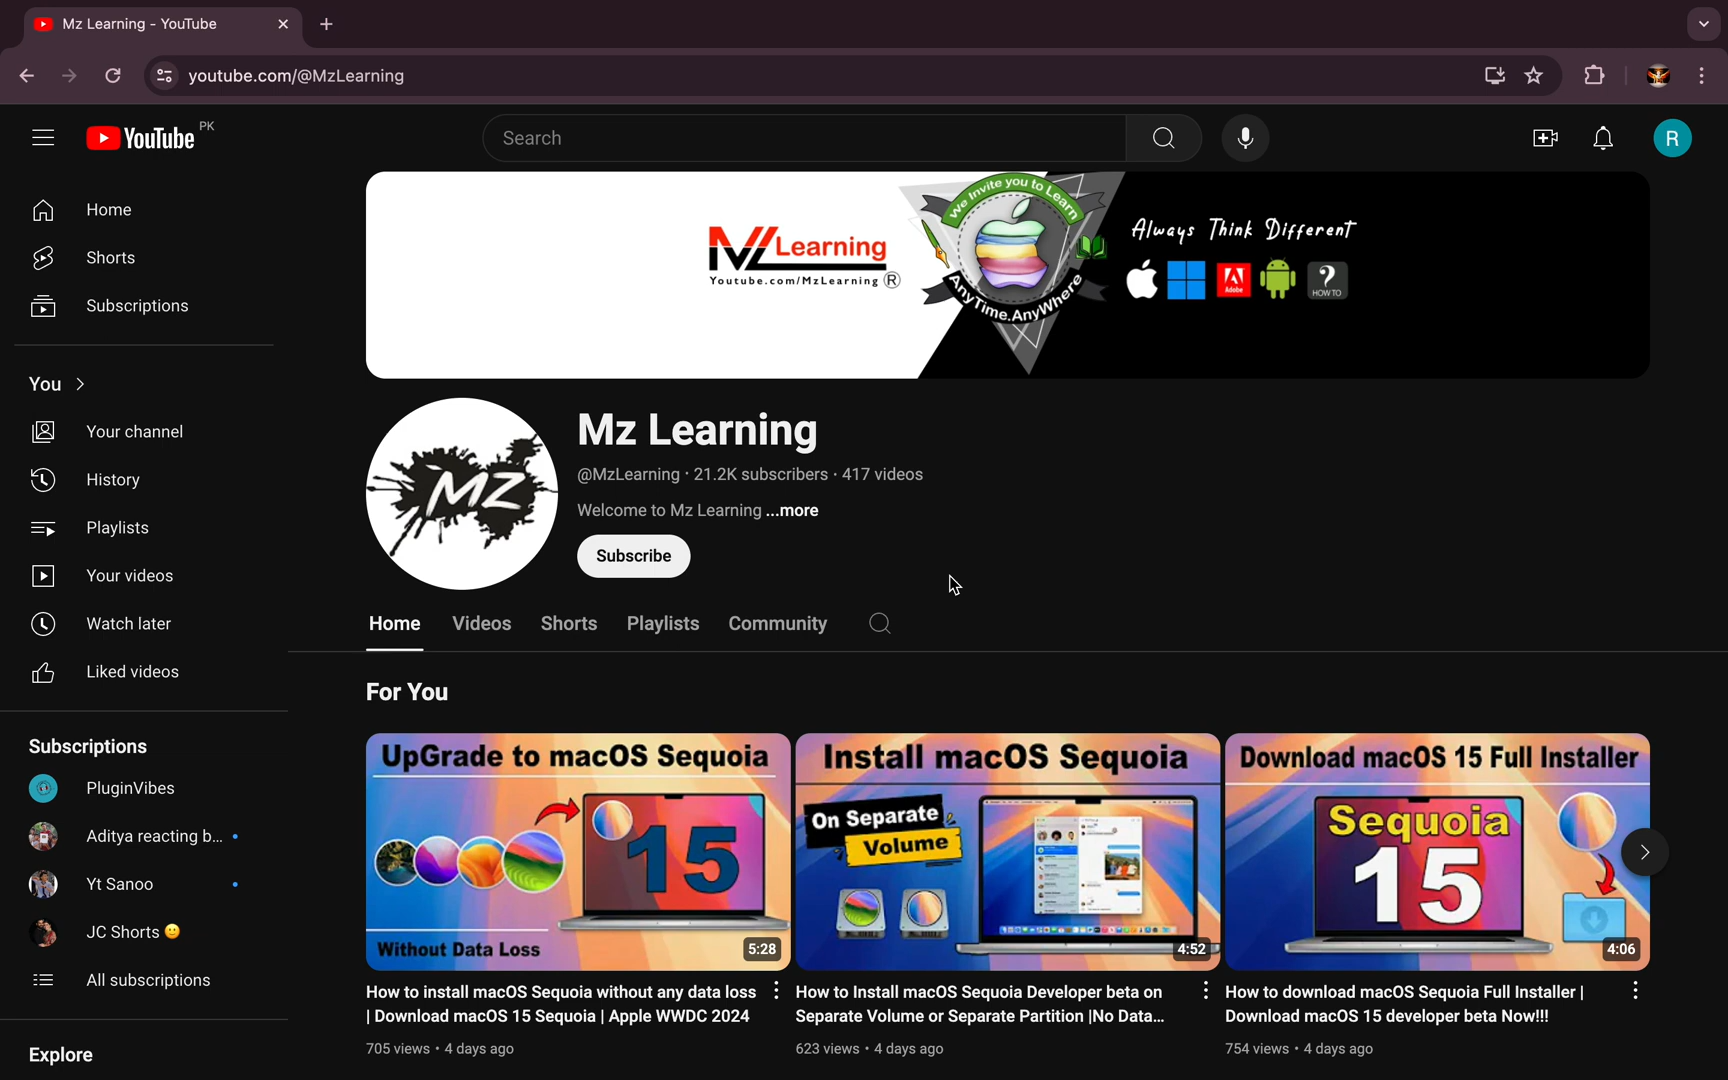 Mz Learning - YouTube
youtube.com/@MzLearning
YouTube PK
Search
R
Home
Shorts
Subscriptions
You
Your channel
History
Playlists
Your videos
Watch later
Liked videos
Subscriptions
PluginVibes
Aditya reacting b...
Yt Sanoo
JC Shorts 🙂
All subscriptions
Explore
MZ Learning
Youtube.com/MzLearning ®
We Invite you to Learn
AnyTime.AnyWhere
Always Think Different
Adobe
?
HOW TO
MZ
Mz Learning
@MzLearning · 21.2K subscribers · 417 videos
Welcome to Mz Learning ...more
Subscribe
Home Videos Shorts Playlists Community
For You
UpGrade to macOS Sequoia
15
Without Data Loss
5:28
How to install macOS Sequoia without any data loss
| Download macOS 15 Sequoia | Apple WWDC 2024
705 views · 4 days ago
Install macOS Sequoia
On Separate
Volume
4:52
How to Install macOS Sequoia Developer beta on
Separate Volume or Separate Partition |No Data...
623 views · 4 days ago
Download macOS 15 Full Installer
Sequoia
15
4:06
How to download macOS Sequoia Full Installer |
Download macOS 15 developer beta Now!!!
754 views · 4 days ago